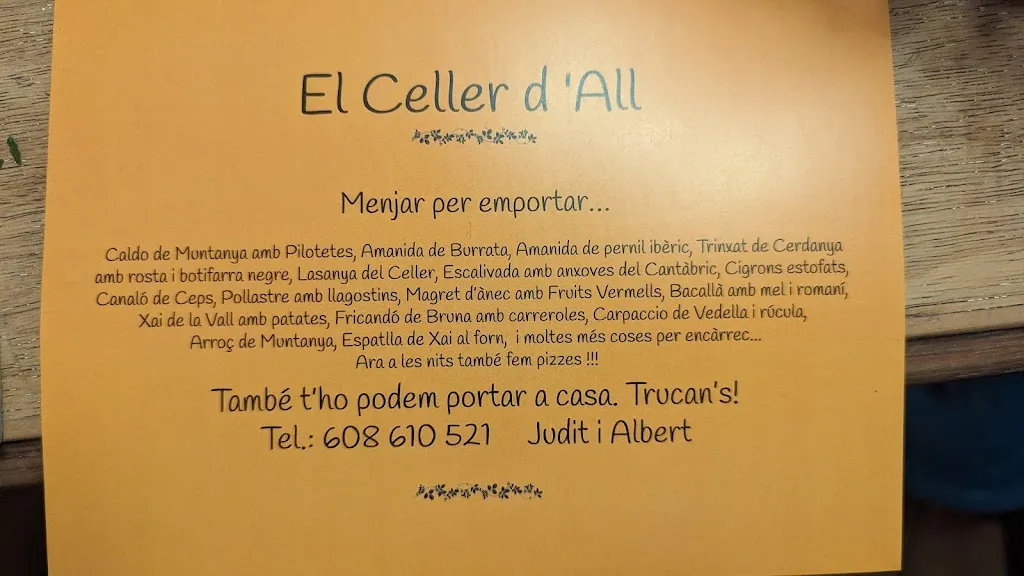 El Celler d 'All
Menjar per emportar...
Caldo de Muntanya amb Pilotetes, Amanida de Burrata, Amanida de pernil ibèric, Trinxat de Cerdanya
amb rosta i botifarra negre, Lasanya del Celler, Escalivada amb anxoves del Cantàbric, Cigrons estofats,
Canaló de Ceps, Pollastre amb llagostins, Magret d'ànec amb Fruits Vermells, Bacallà amb mel i romaní,
Xai de la Vall amb patates, Fricandó de Bruna amb carreroles, Carpaccio de Vedella i rúcula,
Arroç de Muntanya, Espatlla de Xai al forn, i moltes més coses per encàrrec...
Ara a les nits també fem pizzes !!!
També t'ho podem portar a casa. Trucan's!
Tel.: 608 610 521 Judit i Albert